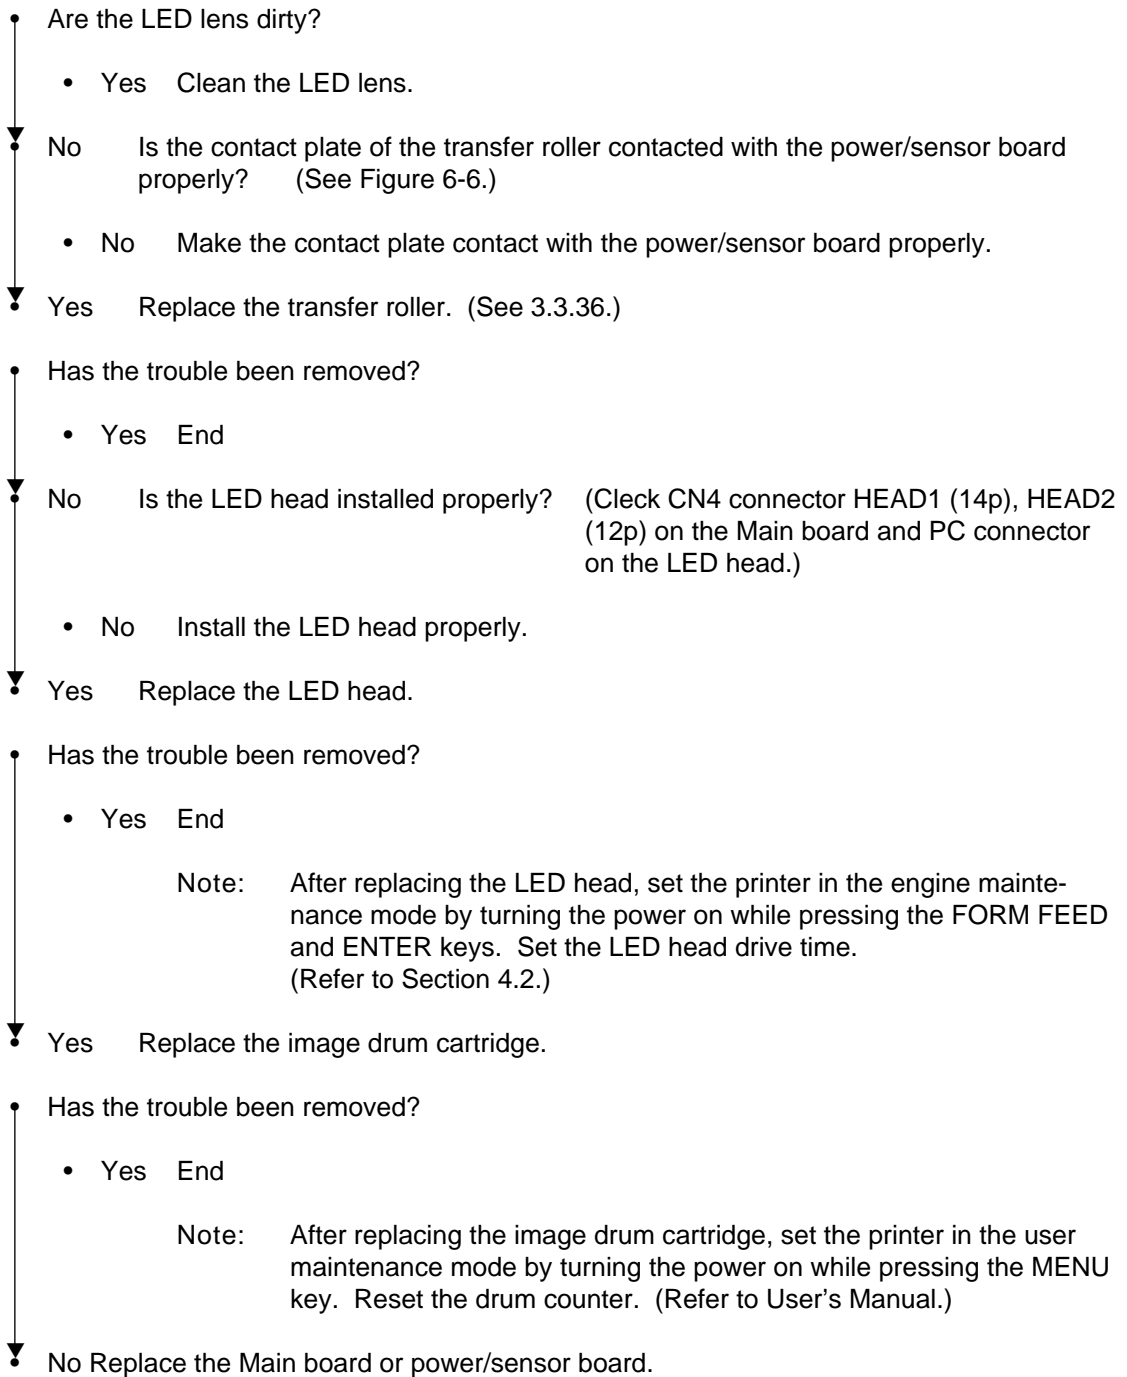 • Are the LED lens dirty?
• Yes Clean the LED lens.
• No Is the contact plate of the transfer roller contacted with the power/sensor board
properly? (See Figure 6-6.)
• No Make the contact plate contact with the power/sensor board properly.
• Yes Replace the transfer roller. (See 3.3.36.)
• Has the trouble been removed?
• Yes End
• No Is the LED head installed properly? (Cleck CN4 connector HEAD1 (14p), HEAD2
(12p) on the Main board and PC connector
on the LED head.)
• No Install the LED head properly.
• Yes Replace the LED head.
• Has the trouble been removed?
• Yes End
Note: After replacing the LED head, set the printer in the engine mainte-
nance mode by turning the power on while pressing the FORM FEED
and ENTER keys. Set the LED head drive time.
(Refer to Section 4.2.)
• Yes Replace the image drum cartridge.
• Has the trouble been removed?
• Yes End
Note: After replacing the image drum cartridge, set the printer in the user
maintenance mode by turning the power on while pressing the MENU
key. Reset the drum counter. (Refer to User's Manual.)
• No Replace the Main board or power/sensor board.